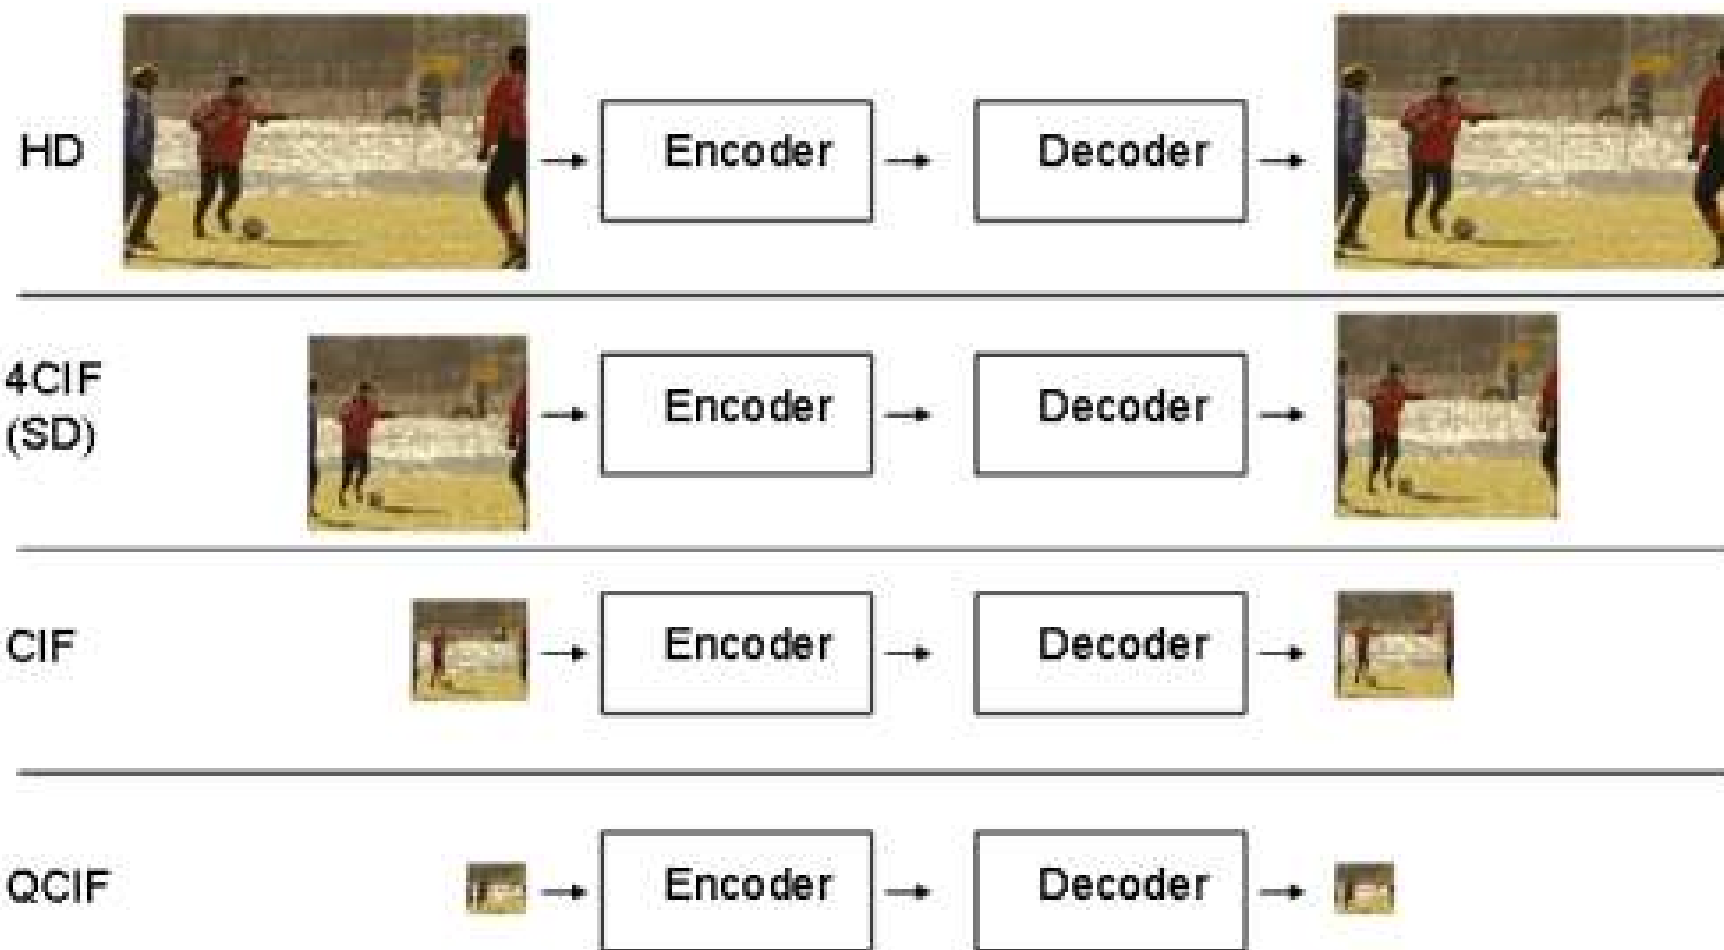 HD
Encoder
Decoder
4CIF
(SD)
Encoder
Decoder
CIF
Encoder
Decoder
QCIF
Encoder
Decoder